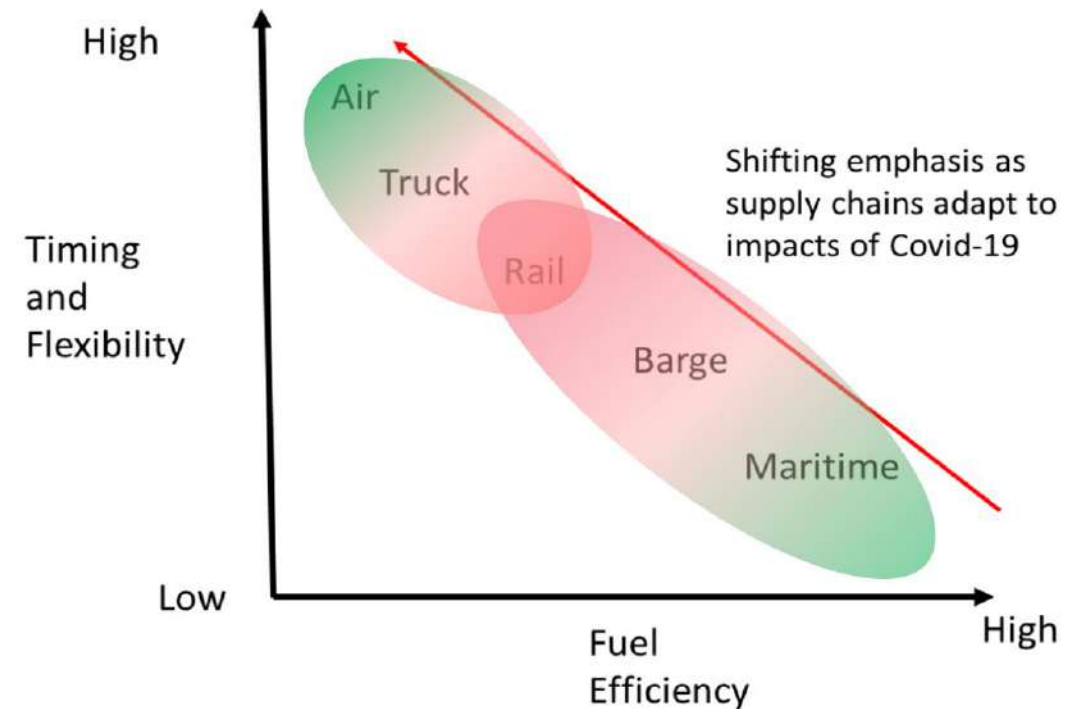 High
Air
Truck
Shifting emphasis as
supply chains adapt to
impacts of Covid-19
Timing
and
Flexibility
Rail
Barge
Maritime
Low
High
Fuel
Efficiency